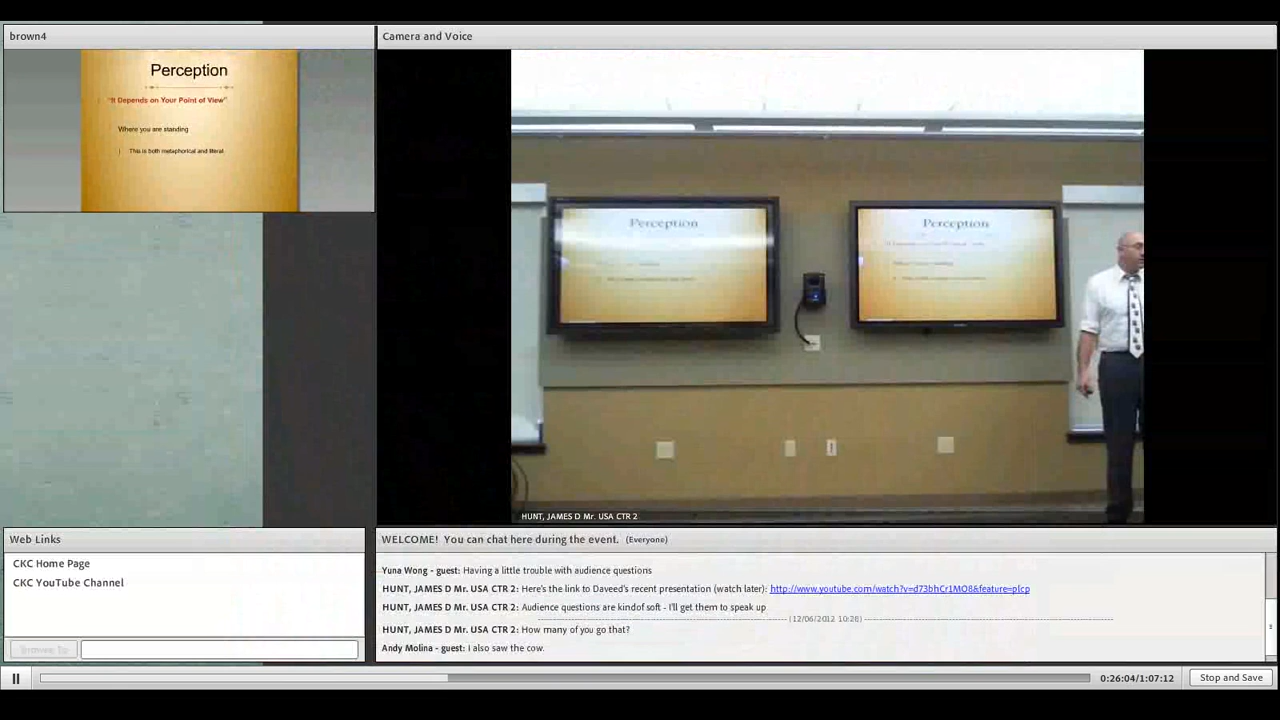 brown4
Perception
"It Depends on Your Point of View"
Where you are standing
This is both metaphorical and literal.
Camera and Voice
Perception
Perception
HUNT, JAMES D Mr. USA CTR 2
Web Links
CKC Home Page
CKC YouTube Channel
Browse To
WELCOME! You can chat here during the event. (Everyone)
Yuna Wong - guest: Having a little trouble with audience questions
HUNT, JAMES D Mr. USA CTR 2: Here's the link to Daveed's recent presentation (watch later): http://www.youtube.com/watch?v=d73bhCr1MO8&feature=plcp
HUNT, JAMES D Mr. USA CTR 2: Audience questions are kindof soft - I'll get them to speak up
(12/06/2012 10:28)
HUNT, JAMES D Mr. USA CTR 2: How many of you go that?
Andy Molina - guest: I also saw the cow.
0:26:04/1:07:12
Stop and Save